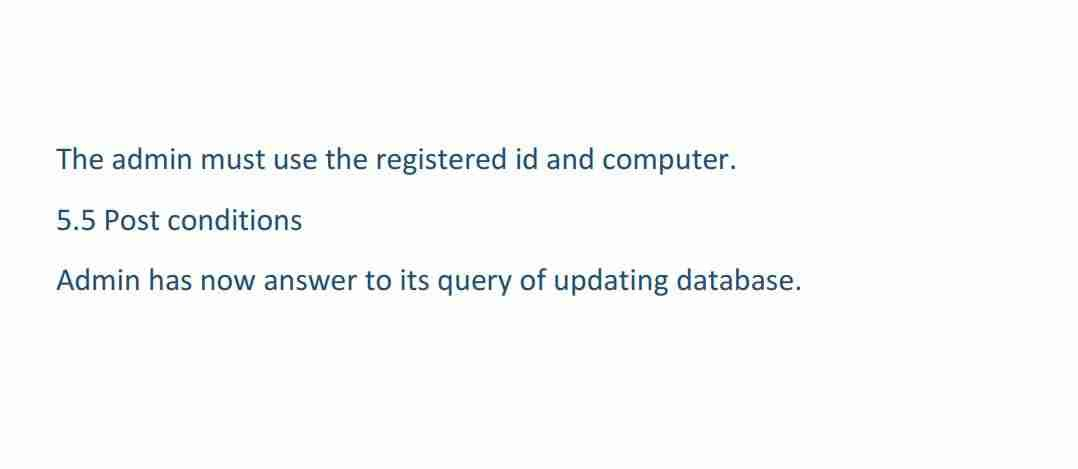 The admin must use the registered id and computer.
5.5 Post conditions
Admin has now answer to its query of updating database.